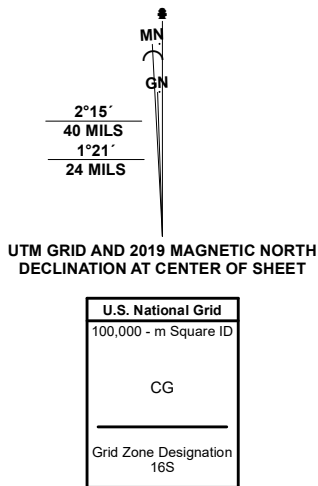 MN
GN
2°15´
40 MILS
1°21´
24 MILS
UTM GRID AND 2019 MAGNETIC NORTH
DECLINATION AT CENTER OF SHEET
U.S. National Grid
100,000 - m Square ID
CG
Grid Zone Designation
16S